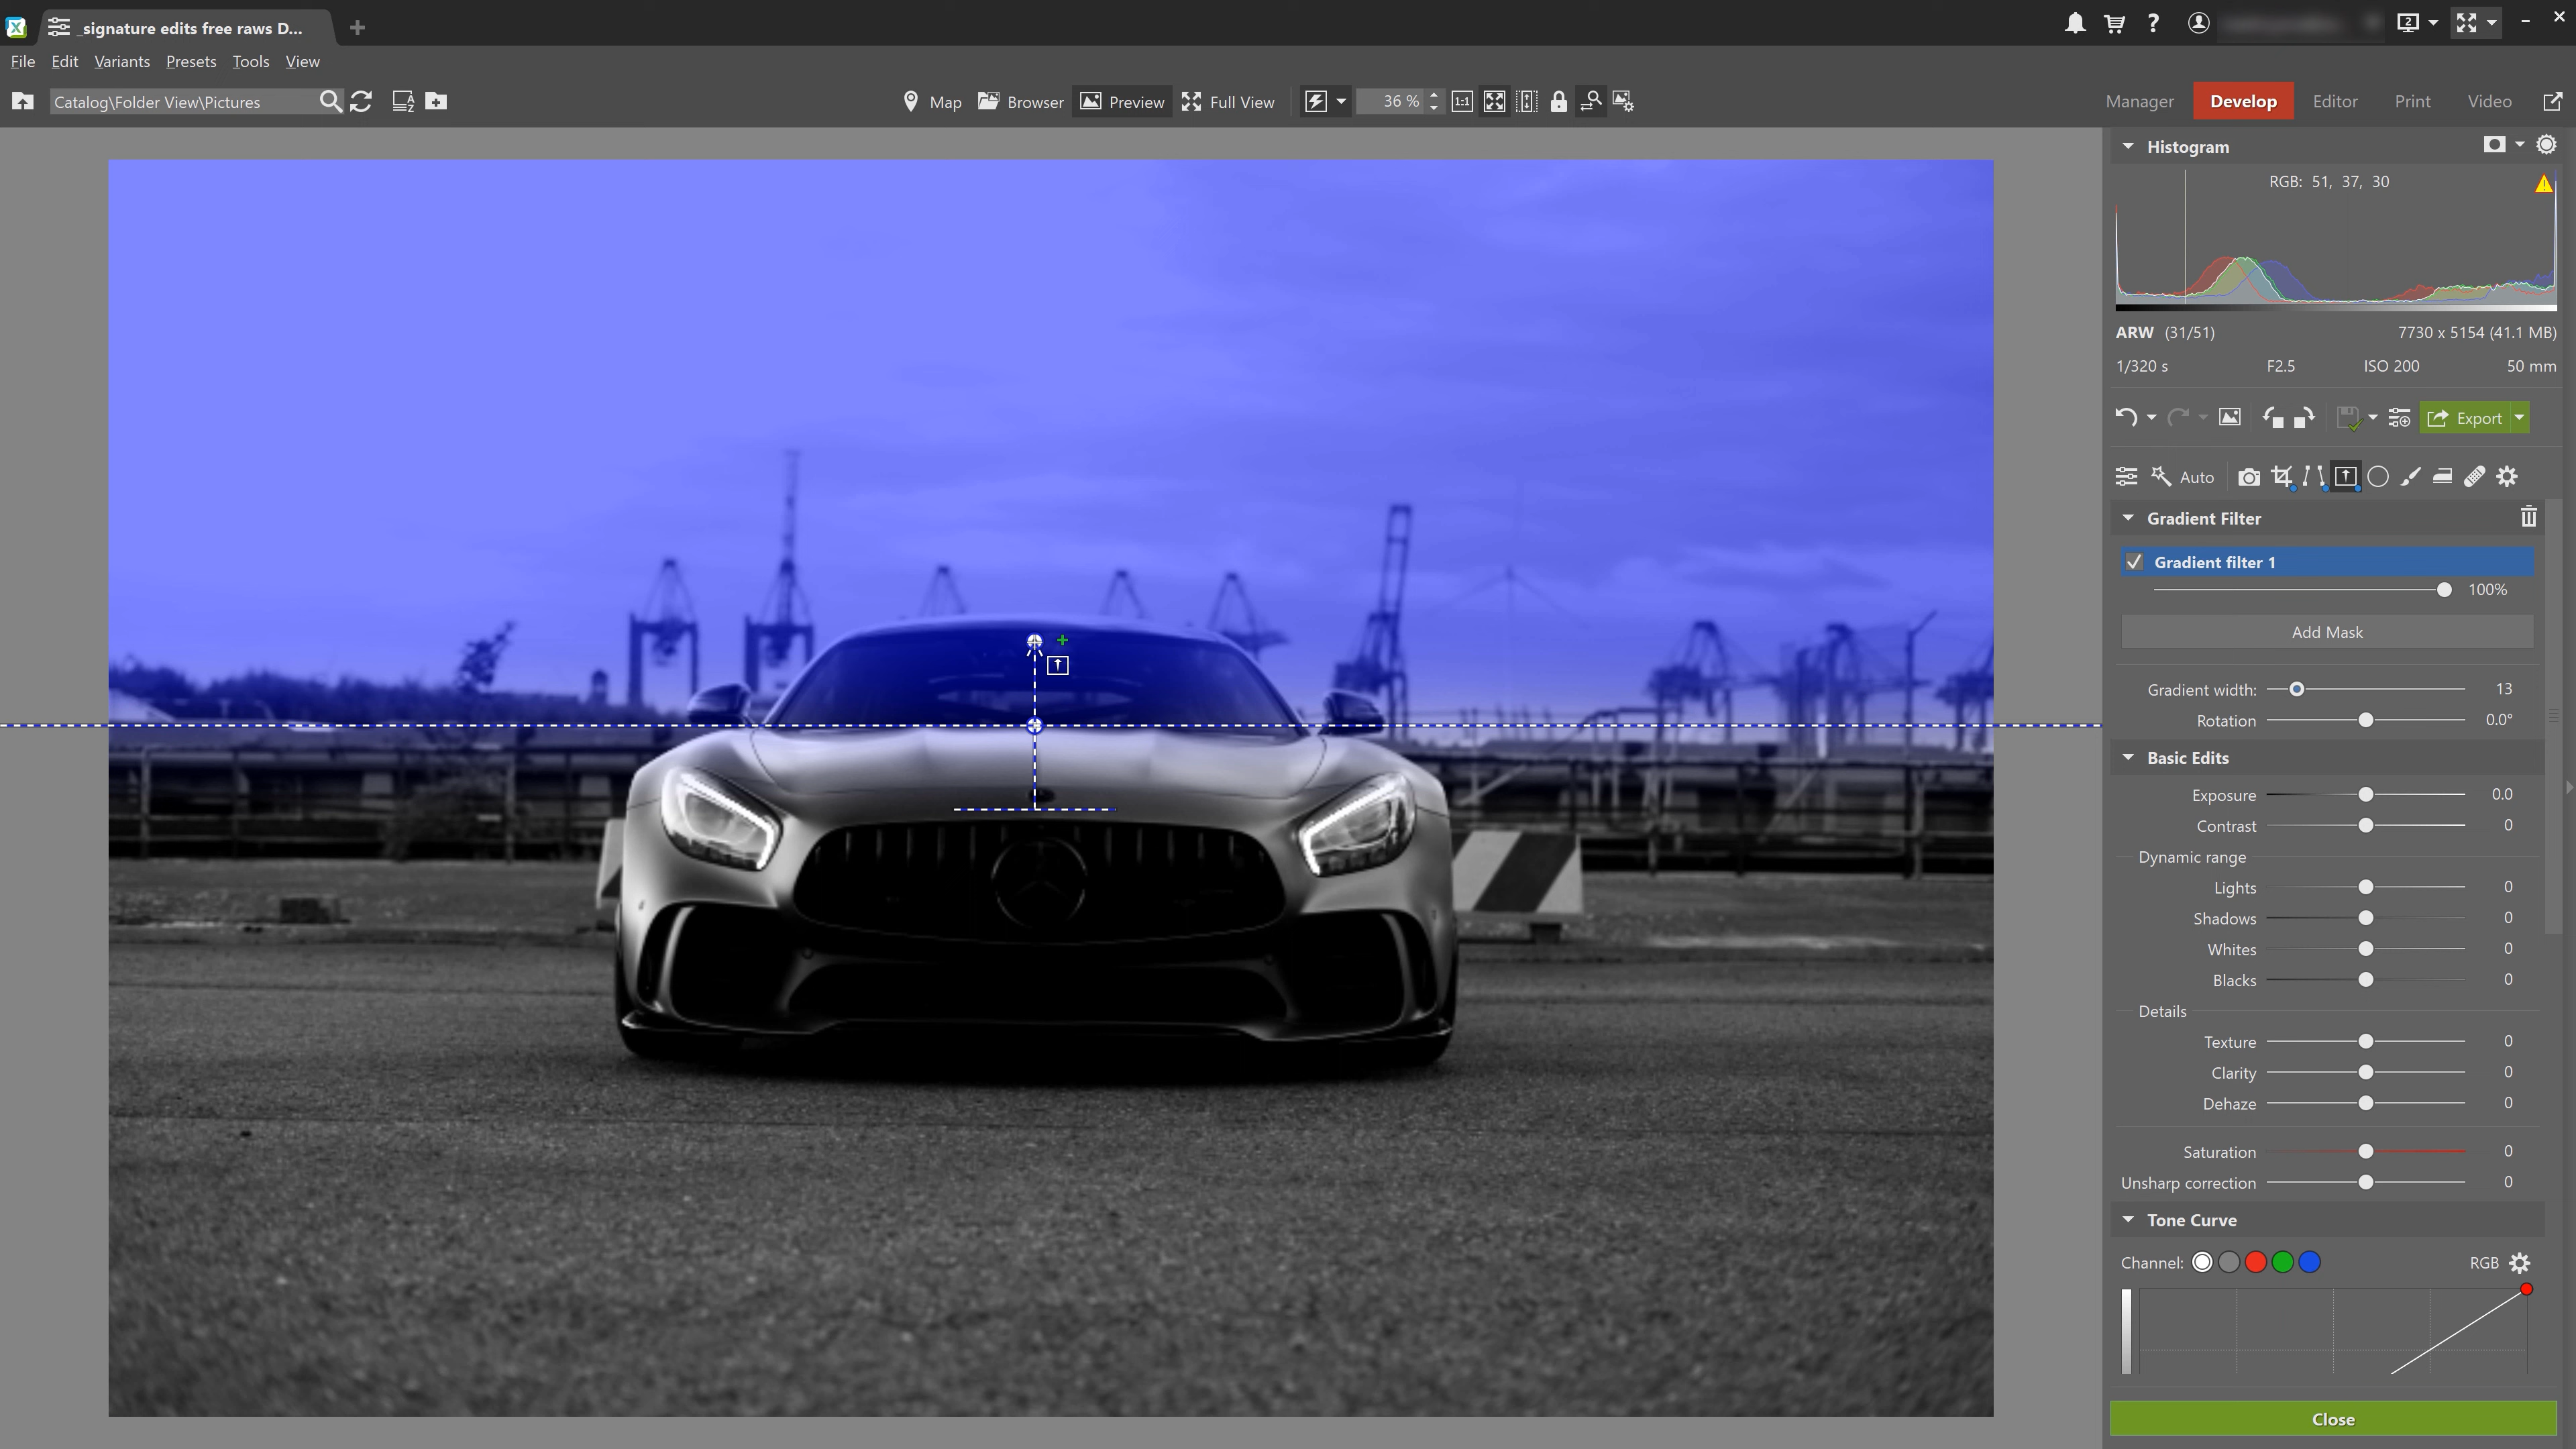 _signature edits free raws D...
File Edit Variants Presets Tools View
Catalog\Folder View\Pictures
Map Browser Preview Full View 36 % 1:1
Manager Develop Editor Print Video
Histogram
RGB: 51, 37, 30
ARW (31/51) 7730 x 5154 (41.1 MB)
1/320 s F2.5 ISO 200 50 mm
Export
Auto
Gradient Filter
Gradient filter 1
100%
Add Mask
Gradient width: 13
Rotation 0.0°
Basic Edits
Exposure 0.0
Contrast 0
Dynamic range
Lights 0
Shadows 0
Whites 0
Blacks 0
Details
Texture 0
Clarity 0
Dehaze 0
Saturation 0
Unsharp correction 0
Tone Curve
Channel: RGB
Close